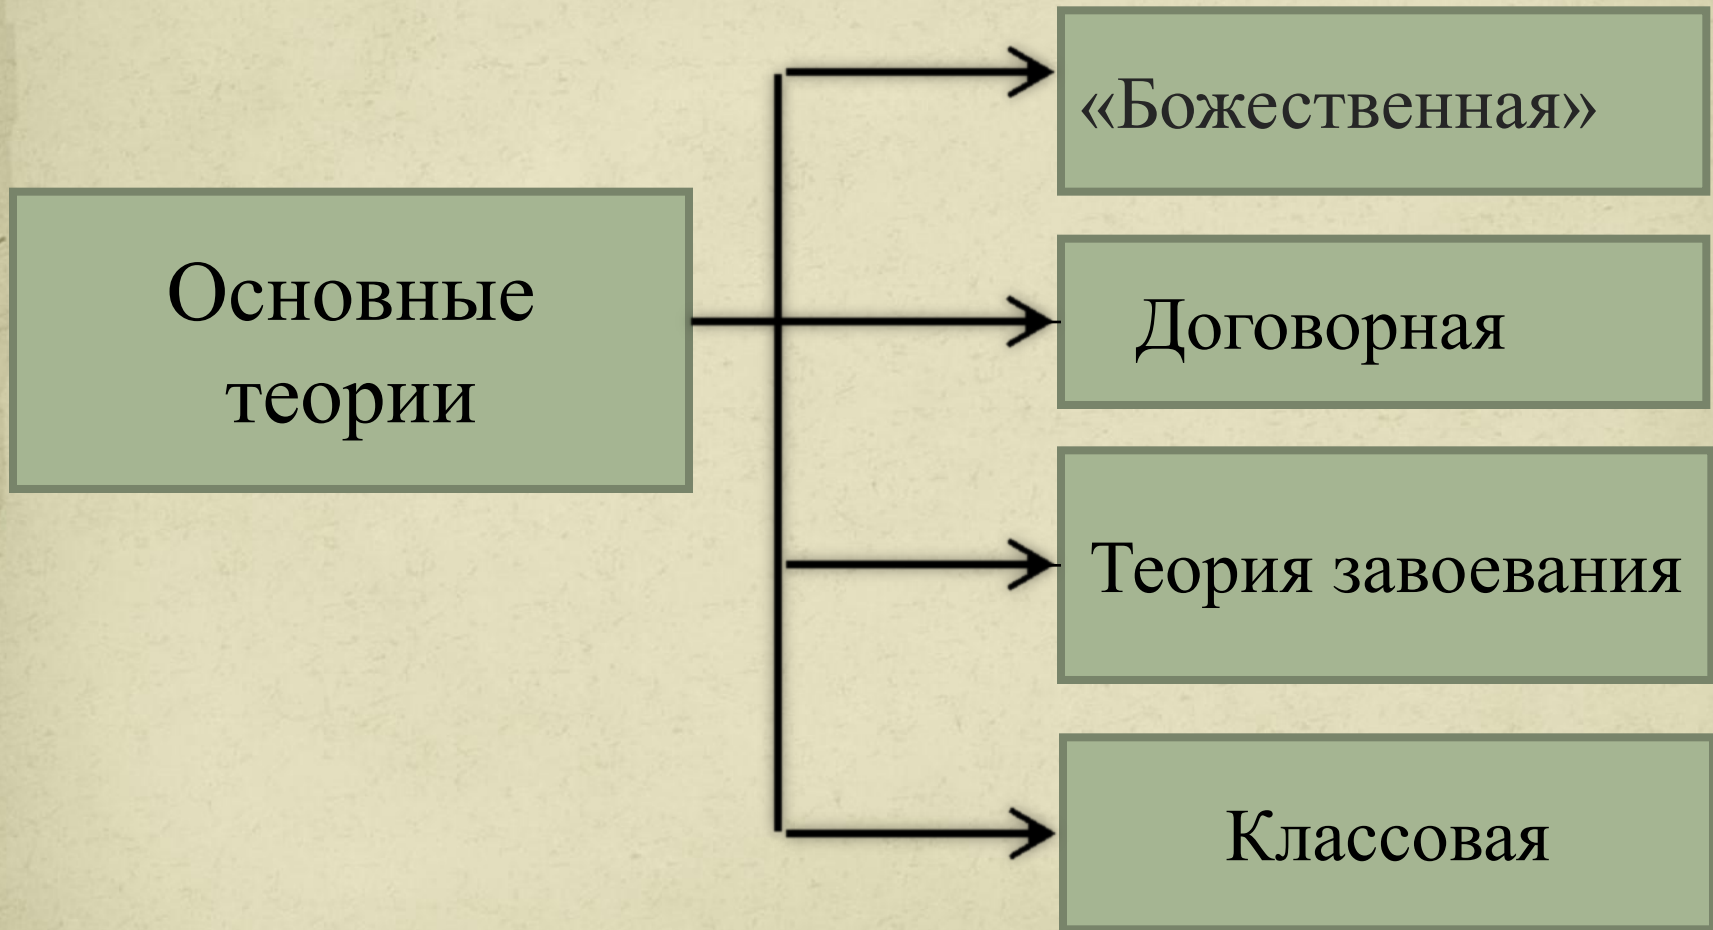 «Божественная»
Основные
теории
Договорная
Теория завоевания
Классовая